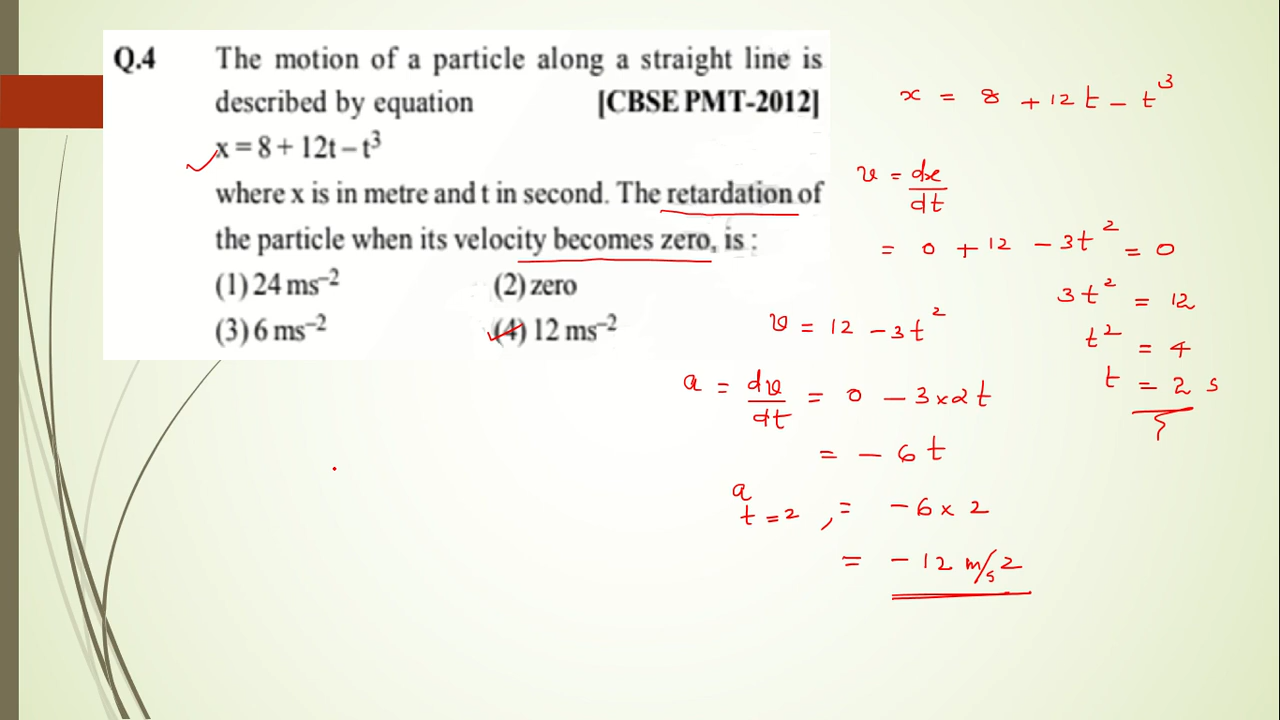 Q.4 The motion of a particle along a straight line is
described by equation [CBSE PMT-2012]
x = 8 + 12t – t³
where x is in metre and t in second. The retardation of
the particle when its velocity becomes zero, is :
(1) 24 ms⁻² (2) zero
(3) 6 ms⁻² (4) 12 ms⁻²
x = 8 + 12t - t³
v = dx/dt
= 0 + 12 - 3t² = 0
3t² = 12
t² = 4
t = 2 s
v = 12 - 3t²
a = dv/dt = 0 - 3×2t
= - 6t
a t=2, = -6 × 2
= -12 m/s2